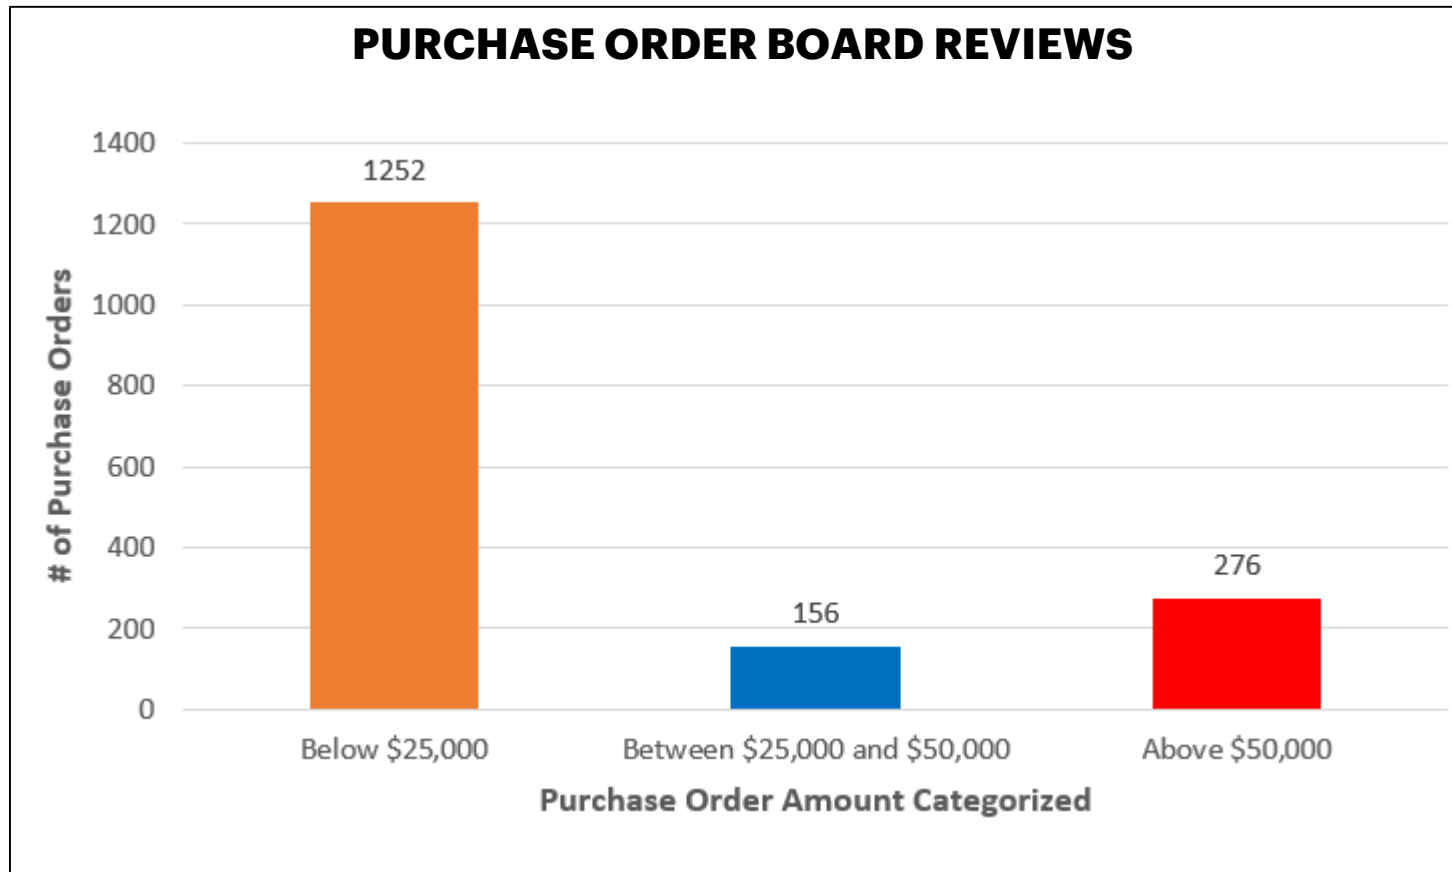 PURCHASE ORDER BOARD REVIEWS
1400
1252
1200
1000
800
600
400
276
200
156
0
# of Purchase Orders
Below $25,000
Between $25,000 and $50,000
Above $50,000
Purchase Order Amount Categorized